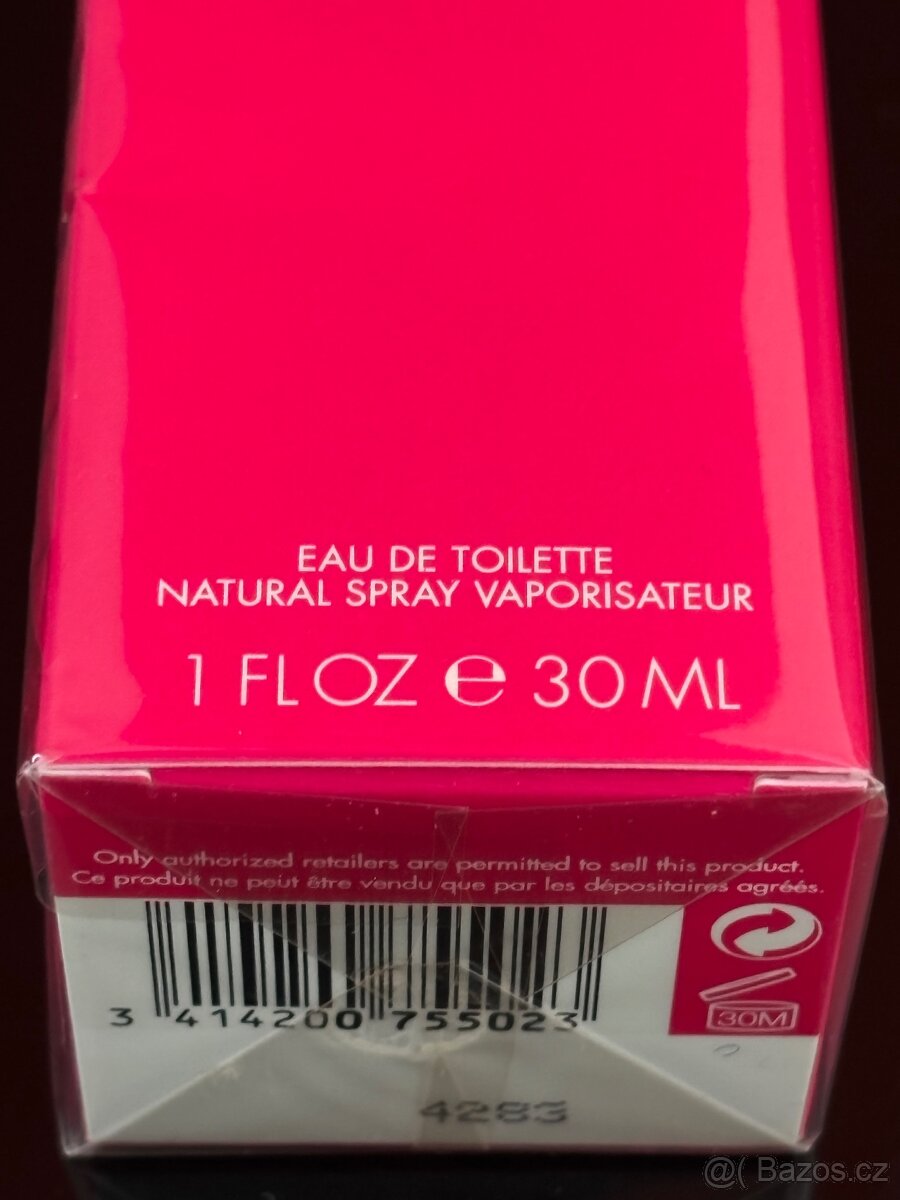 EAU DE TOILETTE
NATURAL SPRAY VAPORISATEUR
1 FL OZ ℮ 30 ML
Only authorized retailers are permitted to sell this product.
Ce produit ne peut être vendu que par les dépositaires agréés.
3 414200 755023
30M
4283
@( Bazos.cz